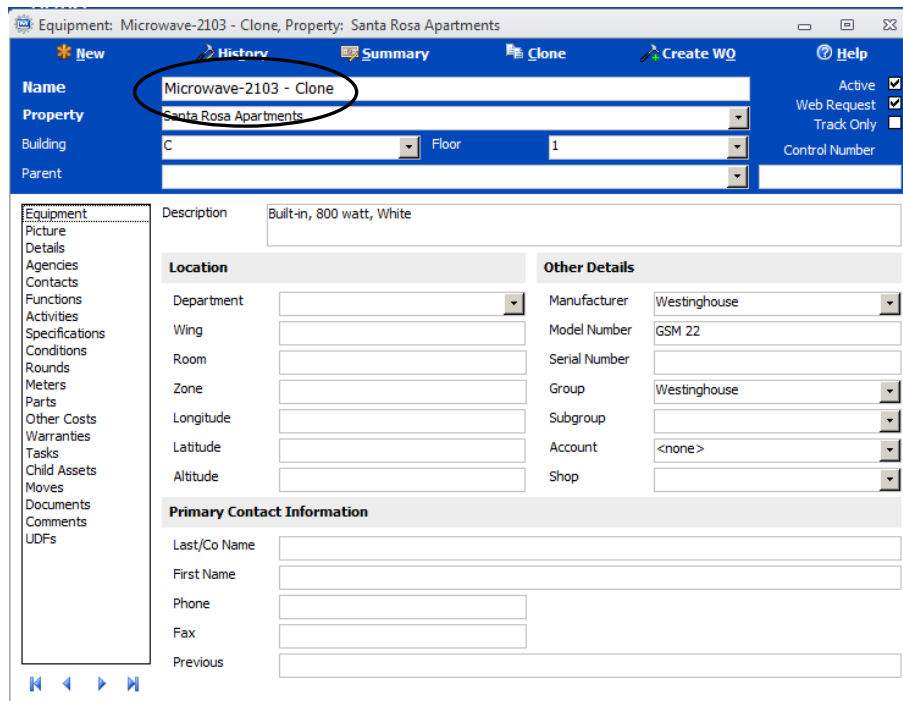 Equipment: Microwave-2103 - Clone, Property: Santa Rosa Apartments
New History Summary Clone Create WO Help
Name Microwave-2103 - Clone Active
Web Request
Property Santa Rosa Apartments Track Only
Building C Floor 1 Control Number
Parent
Equipment
Picture
Details
Agencies
Contacts
Functions
Activities
Specifications
Conditions
Rounds
Meters
Parts
Other Costs
Warranties
Tasks
Child Assets
Moves
Documents
Comments
UDFs
Description Built-in, 800 watt, White
Location Other Details
Department Manufacturer Westinghouse
Wing Model Number GSM 22
Room Serial Number
Zone Group Westinghouse
Longitude Subgroup
Latitude Account <none>
Altitude Shop
Primary Contact Information
Last/Co Name
First Name
Phone
Fax
Previous